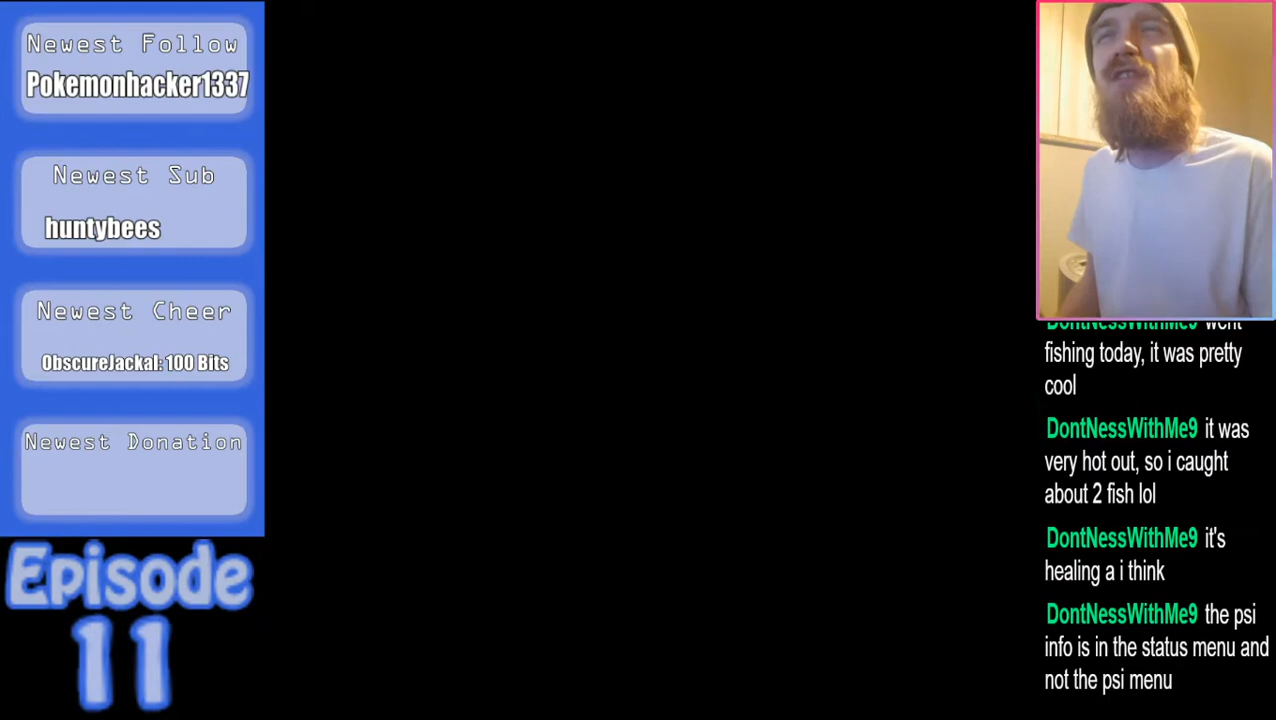 Newest Follow
Pokemonhacker1337
Newest Sub
huntybees
Newest Cheer
ObscureJackal: 100 Bits
Newest Donation
Episode
11
DontNessWithMe9 went
fishing today, it was pretty
cool
DontNessWithMe9 it was
very hot out, so i caught
about 2 fish lol
DontNessWithMe9 it's
healing a i think
DontNessWithMe9 the psi
info is in the status menu and
not the psi menu